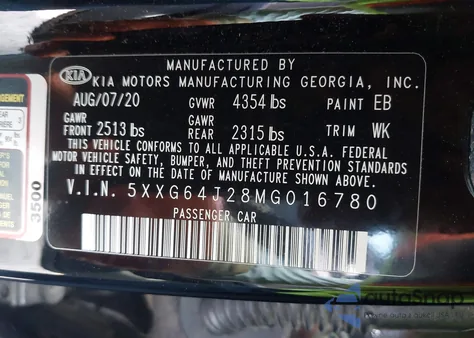 MANUFACTURED BY
KIA KIA MOTORS MANUFACTURING GEORGIA, INC.
AUG/07/20 GVWR 4354 lbs PAINT EB
GAWR GAWR
FRONT 2513 lbs REAR 2315 lbs TRIM WK
THIS VEHICLE CONFORMS TO ALL APPLICABLE U.S.A. FEDERAL
MOTOR VEHICLE SAFETY, BUMPER, AND THEFT PREVENTION STANDARDS
IN EFFECT ON THE DATE OF MANUFACTURE SHOWN ABOVE.
V.I.N. 5XXG64J28MG016780
PASSENGER CAR
3500